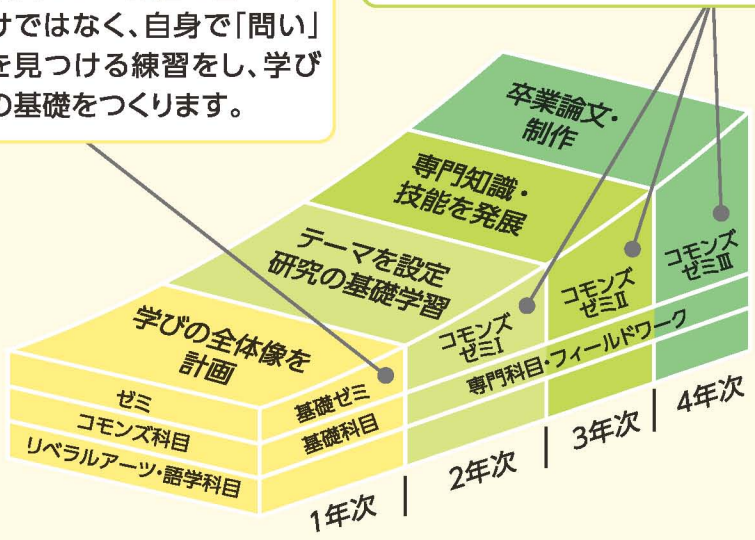 けではなく、自身で「問い」
を見つける練習をし、学び
の基礎をつくります。
卒業論文・
制作
専門知識・
技能を発展
テーマを設定
研究の基礎学習
学びの全体像を
計画
ゼミ
コモンズ科目
リベラルアーツ・語学科目
基礎ゼミ
基礎科目
コモンズ
ゼミⅠ
コモンズ
ゼミⅡ
コモンズ
ゼミⅢ
専門科目・フィールドワーク
1年次
2年次
3年次
4年次